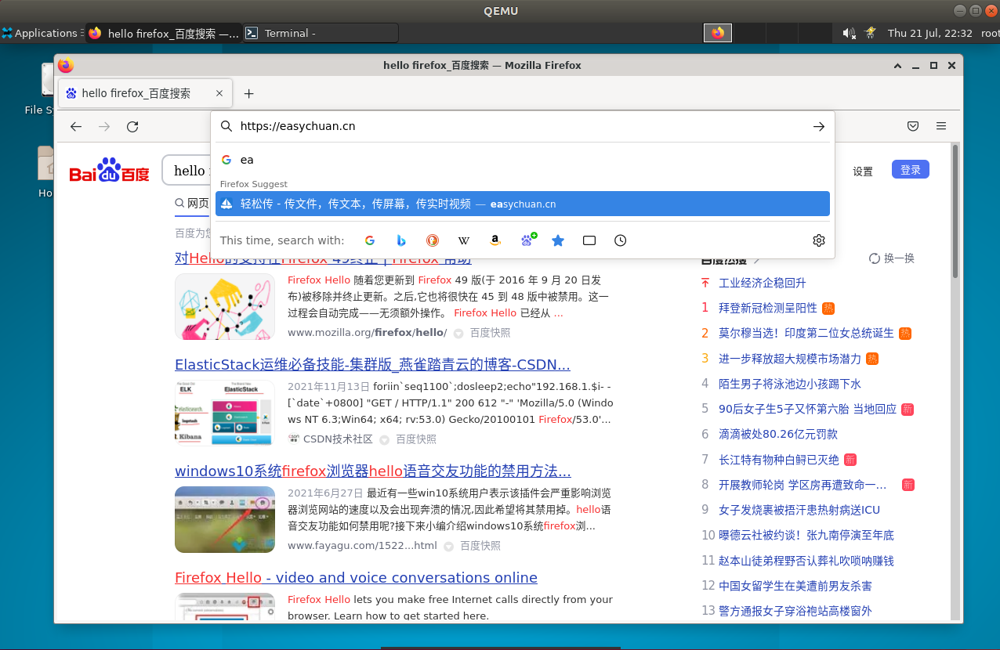 QEMU
Applications
hello firefox_百度搜索 —...
Terminal -
Thu 21 Jul, 22:32
root
hello firefox_百度搜索 — Mozilla Firefox
hello firefox_百度搜索
https://easychuan.cn
ea
Firefox Suggest
轻松传 - 传文件，传文本，传屏幕，传实时视频 — easychuan.cn
This time, search with:
File Sy
Ho
Bai du 百度
hello
设置
登录
网页
百度为您
对Hello的支持在Firefox 49终止 | Firefox 帮助
Firefox Hello 随着您更新到 Firefox 49 版(于 2016 年 9 月 20 日发
布)被移除并终止更新。之后,它也将很快在 45 到 48 版中被禁用。这一
过程会自动完成——无须额外操作。 Firefox Hello 已经从 ...
www.mozilla.org/firefox/hello/ 百度快照
ElasticStack运维必备技能-集群版_燕雀踏青云的博客-CSDN...
ELK
ElasticStack
Kibana
2021年11月13日 foriin`seq1100`;dosleep2;echo"192.168.1.$i- -
[`date`+0800] "GET / HTTP/1.1" 200 612 "-" 'Mozilla/5.0 (Windo
ws NT 6.3;Win64; x64; rv:53.0) Gecko/20100101 Firefox/53.0'...
CSDN技术社区 百度快照
windows10系统firefox浏览器hello语音交友功能的禁用方法...
2021年6月27日 最近有一些win10系统用户表示该插件会严重影响浏览
器浏览网站的速度以及会出现奔溃的情况,因此希望将其禁用掉。hello语
音交友功能如何禁用呢?接下来小编介绍windows10系统firefox浏...
www.fayagu.com/1522...html 百度快照
Firefox Hello - video and voice conversations online
Firefox Hello lets you make free Internet calls directly from your
browser. Learn how to get started here.
百度热搜
换一换
工业经济企稳回升
1 拜登新冠检测呈阳性 热
2 莫尔穆当选！印度第二位女总统诞生 热
3 进一步释放超大规模市场潜力 热
4 陌生男子将泳池边小孩踢下水
5 90后女子生5子又怀第六胎 当地回应 新
6 滴滴被处80.26亿元罚款
7 长江特有物种白鲟已灭绝 新
8 开展教师轮岗 学区房再遭致命一... 新
9 女子发烧裹被捂汗患热射病送ICU
10 曝德云社被约谈！张九南停演至年底
11 赵本山徒弟程野否认葬礼吹唢呐赚钱
12 中国女留学生在美遭前男友杀害
13 警方通报女子穿浴袍站高楼窗外